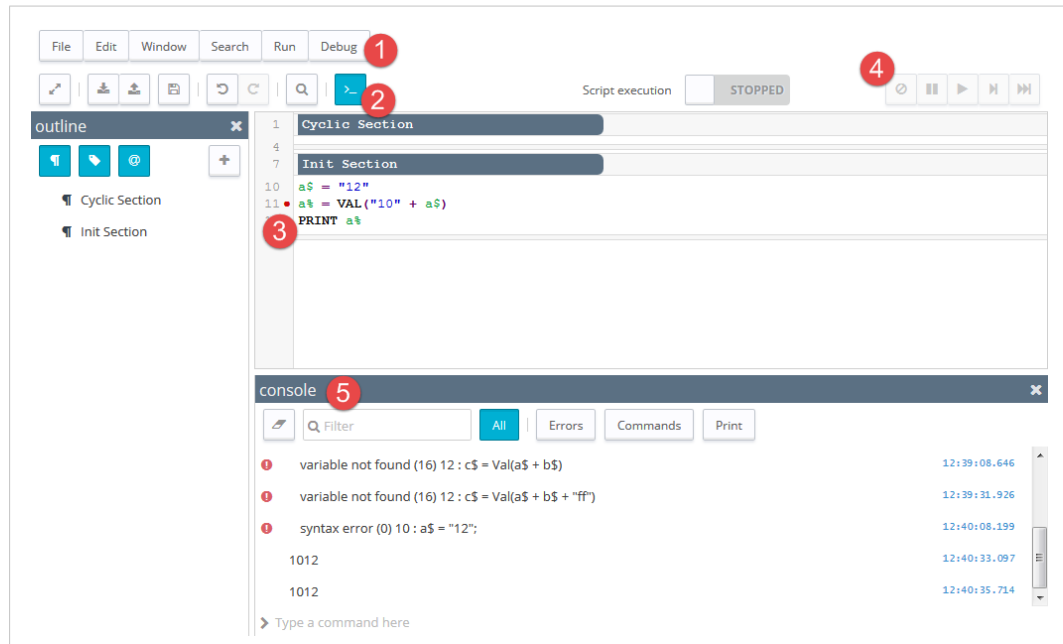 File Edit Window Search Run Debug 1
2
Script execution STOPPED
4
outline
Cyclic Section
Init Section
1 Cyclic Section
4
7 Init Section
10 a$ = "12"
11 a% = VAL("10" + a$)
PRINT a%
3
console 5
Filter All Errors Commands Print
variable not found (16) 12 : c$ = Val(a$ + b$) 12:39:08.646
variable not found (16) 12 : c$ = Val(a$ + b$ + "ff") 12:39:31.926
syntax error (0) 10 : a$ = "12"; 12:40:08.199
1012 12:40:33.097
1012 12:40:35.714
Type a command here